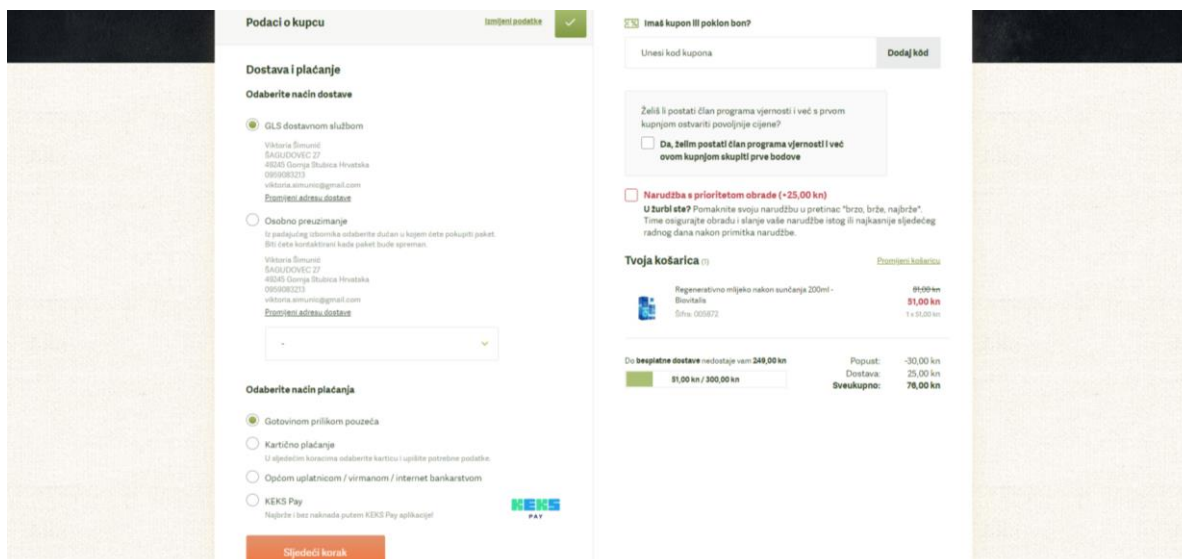 Podaci o kupcu
Izmijeni podatke
Dostava i plaćanje
Odaberite način dostave
GLS dostavnom službom
Viktoria Šimunić
ŠAGUDOVEC 27
49245 Gornja Stubica Hrvatska
0959083213
viktoria.simunic@gmail.com
Promijeni adresu dostave
Osobno preuzimanje
Iz padajućeg izbornika odaberite dućan u kojem ćete pokupiti paket.
Biti ćete kontaktirani kada paket bude spreman.
Viktoria Šimunić
ŠAGUDOVEC 27
49245 Gornja Stubica Hrvatska
0959083213
viktoria.simunic@gmail.com
Promijeni adresu dostave
-
Odaberite način plaćanja
Gotovinom prilikom pouzeća
Kartično plaćanje
U sljedećim koracima odaberite karticu i upišite potrebne podatke.
Općom uplatnicom / virmanom / internet bankarstvom
KEKS Pay
Najbrže i bez naknada putem KEKS Pay aplikacije!
KEKS
PAY
Sljedeći korak
Imaš kupon ili poklon bon?
Unesi kod kupona
Dodaj kôd
Želiš li postati član programa vjernosti i već s prvom
kupnjom ostvariti povoljnije cijene?
Da, želim postati član programa vjernosti i već
ovom kupnjom skupiti prve bodove
Narudžba s prioritetom obrade (+25,00 kn)
U žurbi ste? Pomaknite svoju narudžbu u pretinac "brzo, brže, najbrže".
Time osigurajte obradu i slanje vaše narudžbe istog ili najkasnije sljedećeg
radnog dana nakon primitka narudžbe.
Tvoja košarica (1)
Promijeni košaricu
Regenerativno mlijeko nakon sunčanja 200ml -
Biovitalis
Šifra: 005872
81,00 kn
51,00 kn
1 x 51,00 kn
Do besplatne dostave nedostaje vam 249,00 kn
51,00 kn / 300,00 kn
Popust: -30,00 kn
Dostava: 25,00 kn
Sveukupno: 76,00 kn